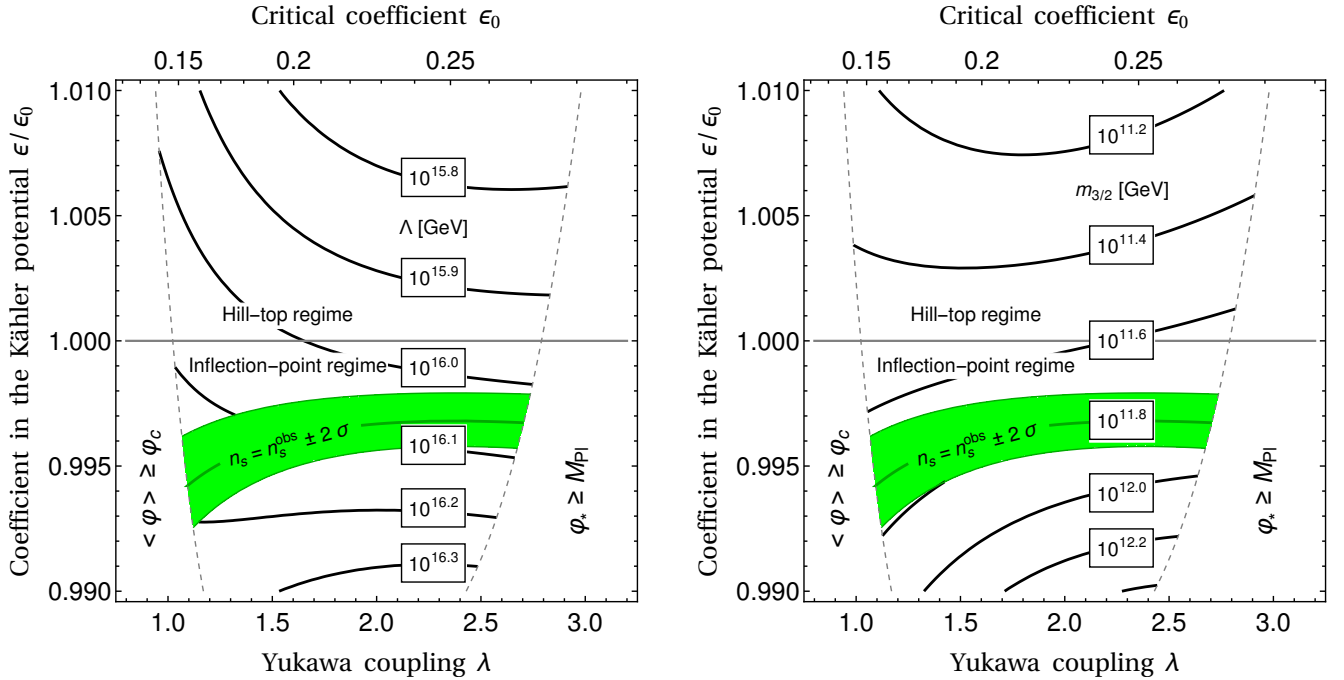 Critical coefficient ϵ₀
0.15 0.2 0.25
Coefficient in the Kähler potential ϵ/ϵ₀
1.010
1.005
1.000
0.995
0.990
10^15.8
Λ [GeV]
10^15.9
Hill-top regime
Inflection-point regime
10^16.0
n_s = n_s^obs ± 2 σ
10^16.1
10^16.2
10^16.3
<φ> ≥ φ_c
φ_* ≥ M_Pl
1.0 1.5 2.0 2.5 3.0
Yukawa coupling λ
Critical coefficient ϵ₀
0.15 0.2 0.25
Coefficient in the Kähler potential ϵ/ϵ₀
1.010
1.005
1.000
0.995
0.990
10^11.2
m_3/2 [GeV]
10^11.4
Hill-top regime
10^11.6
Inflection-point regime
10^11.8
n_s = n_s^obs ± 2 σ
10^12.0
10^12.2
<φ> ≥ φ_c
φ_* ≥ M_Pl
1.0 1.5 2.0 2.5 3.0
Yukawa coupling λ